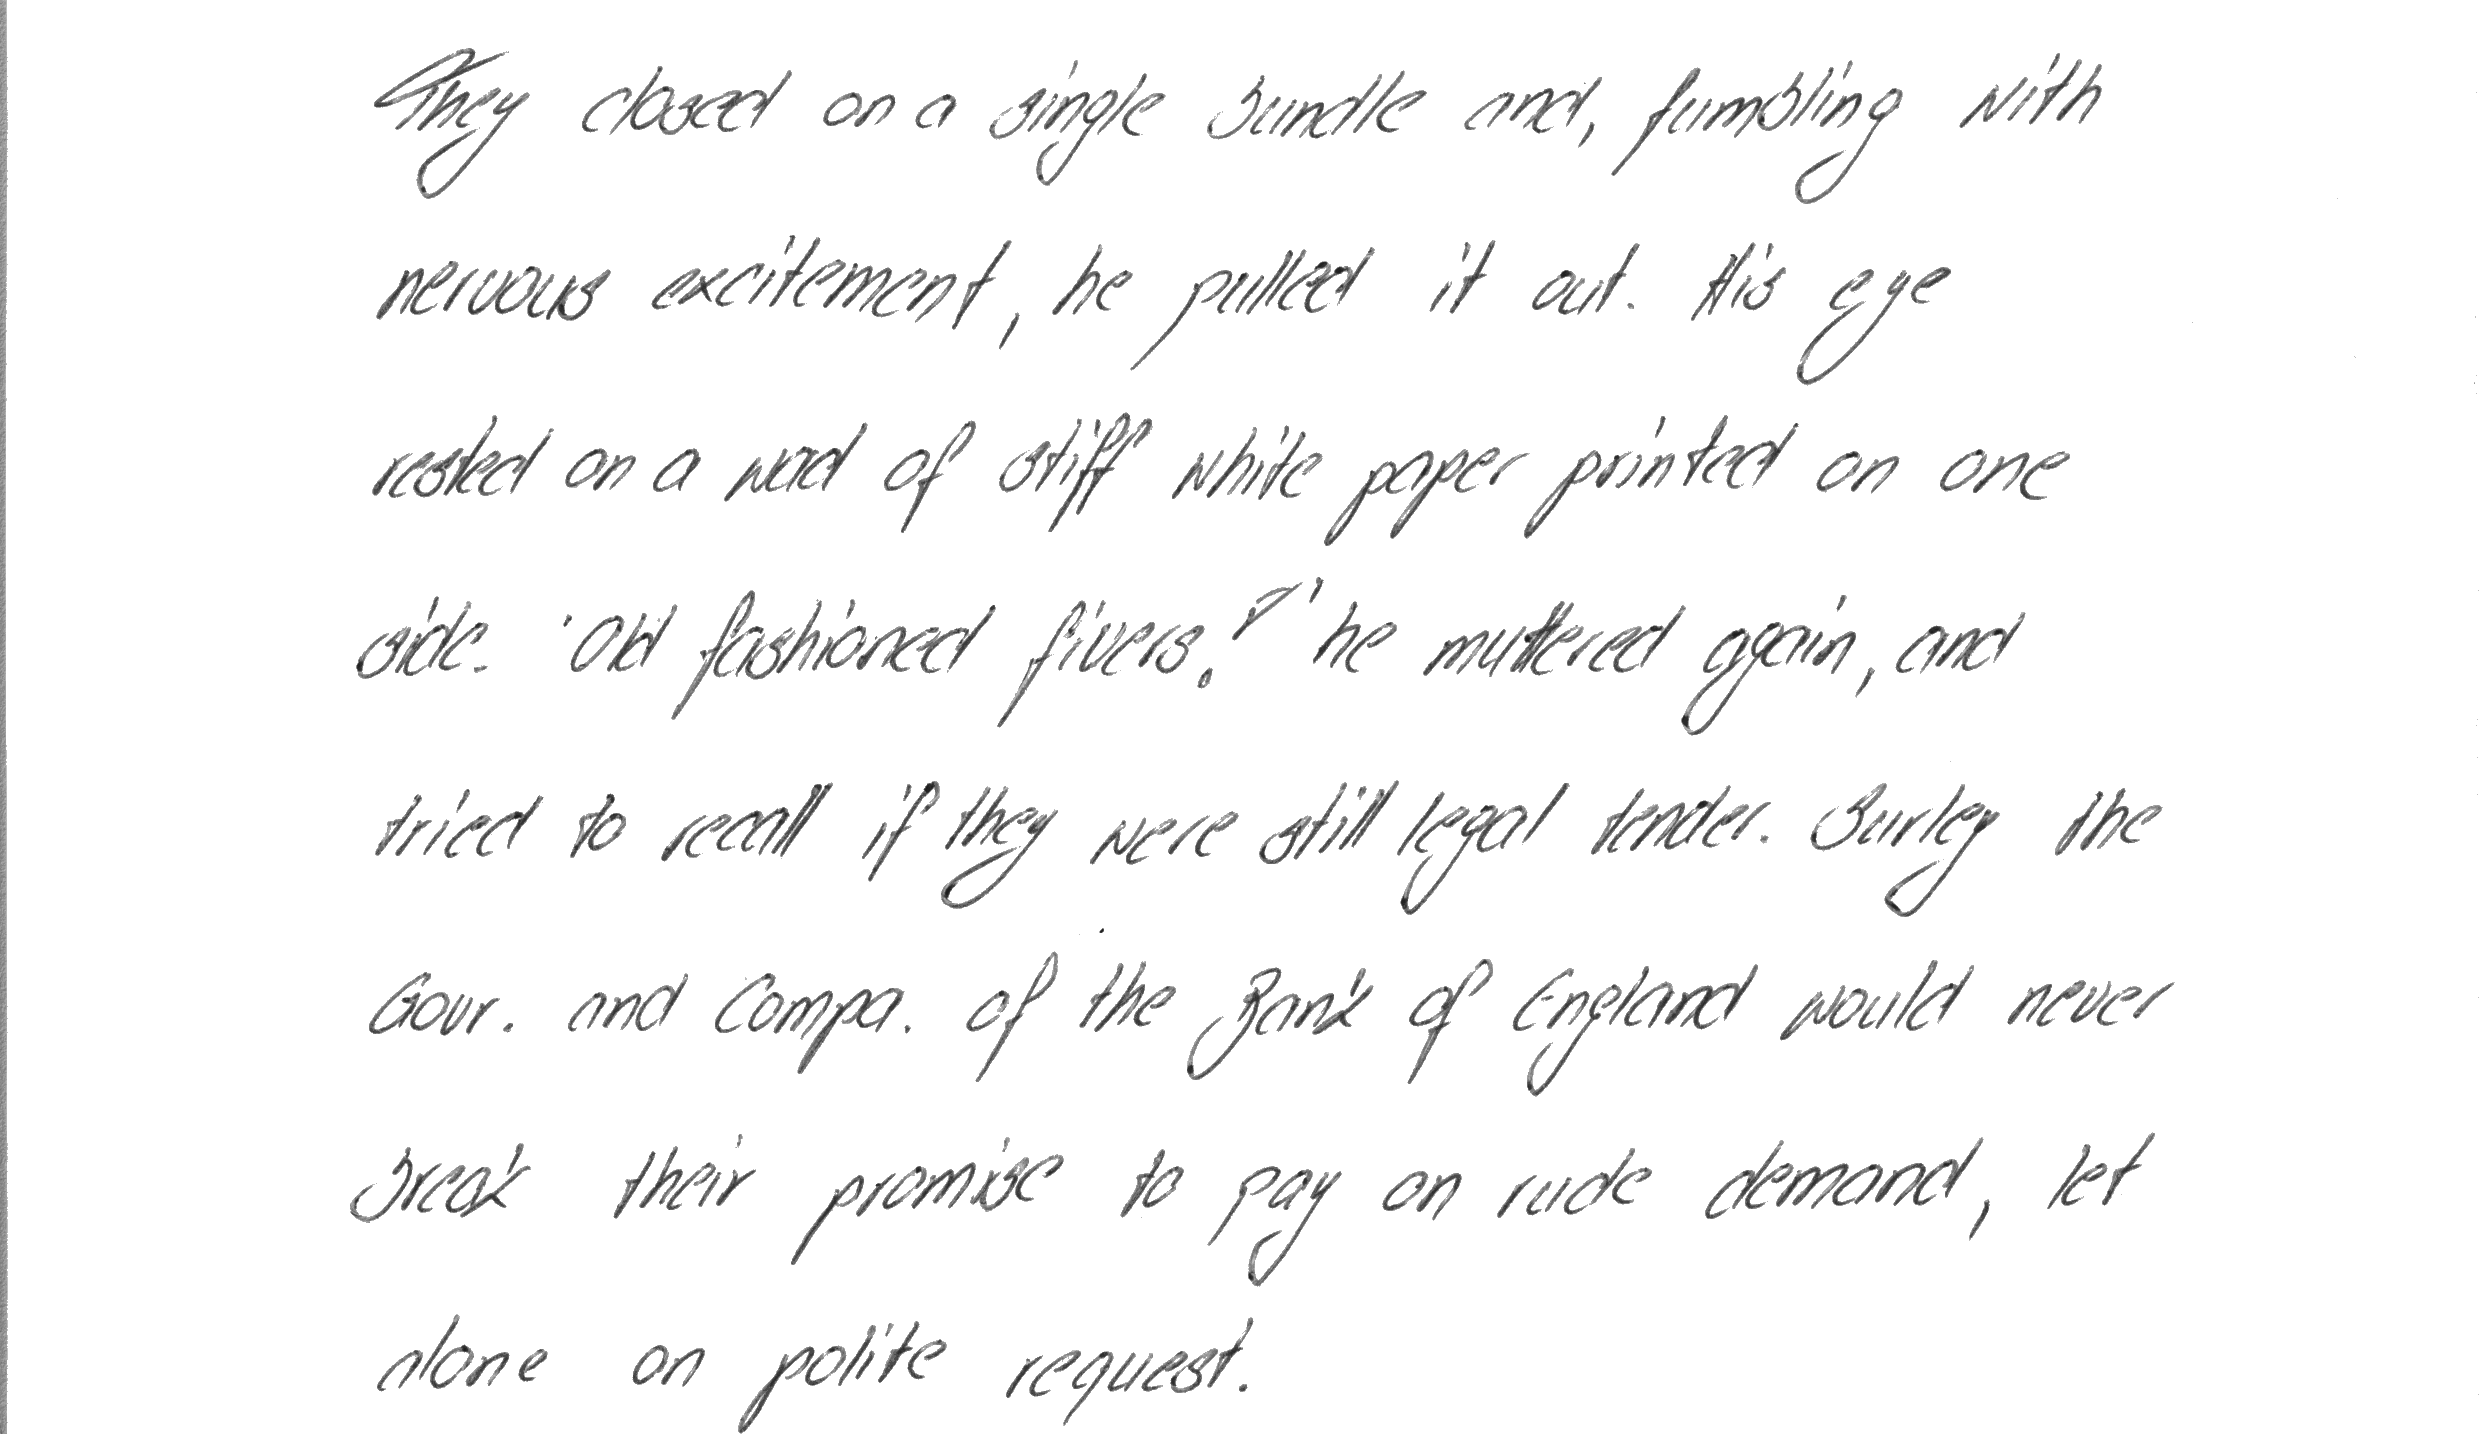 They closed on a single bundle and, fumbling with
nervous excitement, he pulled it out. His eye
rested on a wad of stiff white paper printed on one
side. 'Old fashioned fivers!' he muttered again, and
tried to recall if they were still legal tender. Surley the
Govr. and Compa. of the Bank of England would never
break their promise to pay on rude demand, let
alone on polite request.